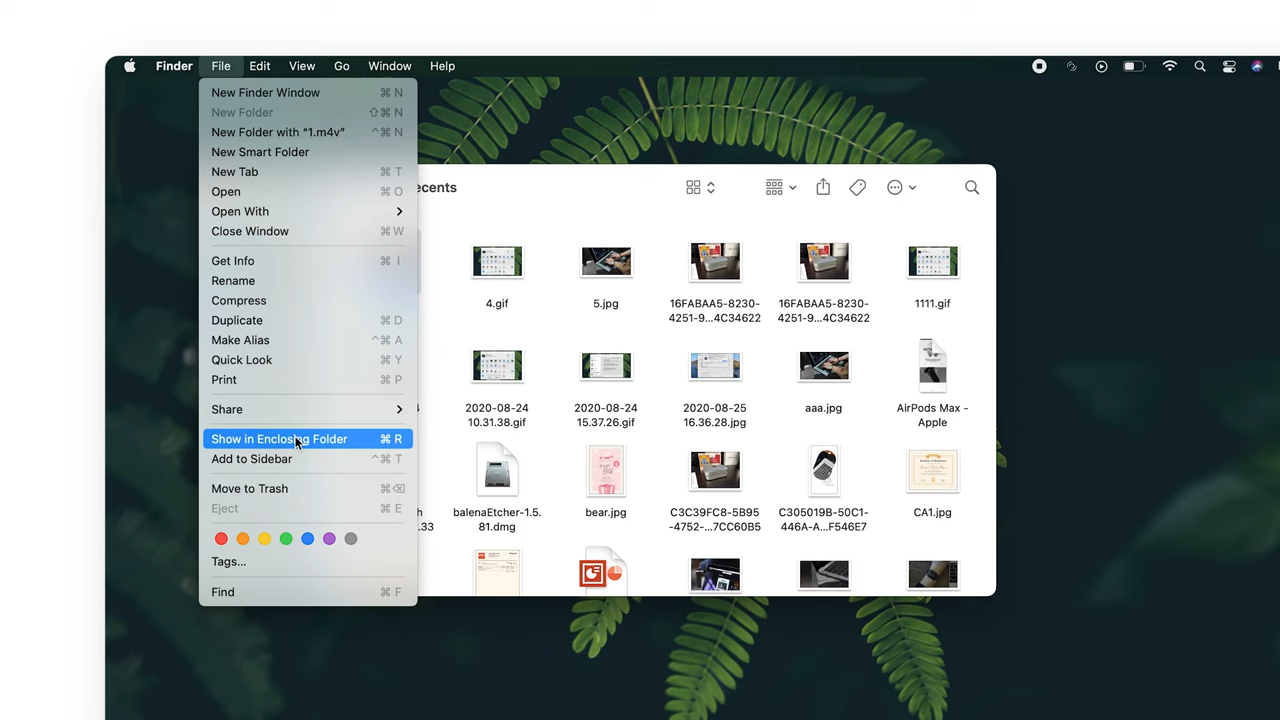 Finder File Edit View Go Window Help
New Finder Window ⌘ N
New Folder ⇧⌘ N
New Folder with “1.m4v” ^⌘ N
New Smart Folder
New Tab ⌘ T
Open ⌘ O
Open With
Close Window ⌘ W
Get Info ⌘ I
Rename
Compress
Duplicate ⌘ D
Make Alias ^⌘ A
Quick Look ⌘ Y
Print ⌘ P
Share
Show in Enclosing Folder ⌘ R
Add to Sidebar ^⌘ T
Move to Trash ⌘⌫
Eject ⌘ E
Tags...
Find ⌘ F
ecents
4.gif
5.jpg
16FABAA5-8230-
4251-9...4C34622
16FABAA5-8230-
4251-9...4C34622
1111.gif
4
2020-08-24
10.31.38.gif
2020-08-24
15.37.26.gif
2020-08-25
16.36.28.jpg
aaa.jpg
AirPods Max -
Apple
h
.33
balenaEtcher-1.5.
81.dmg
bear.jpg
C3C39FC8-5B95
-4752-...7CC60B5
C305019B-50C1-
446A-A...F546E7
CA1.jpg